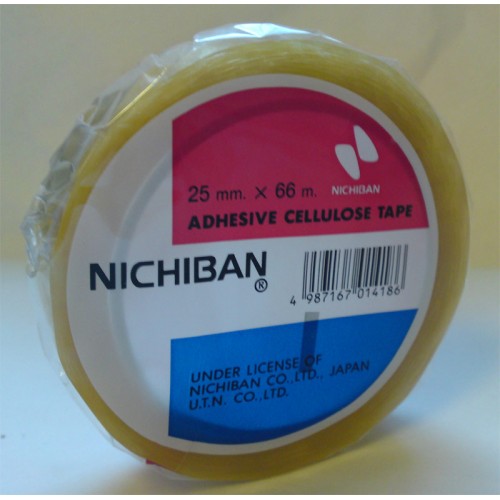 NICHIBAN
25 mm. × 66 m.
ADHESIVE CELLULOSE TAPE
NICHIBAN®
4 987167 014186
UNDER LICENSE OF
NICHIBAN CO.,LTD., JAPAN
U.T.N. CO.,LTD.